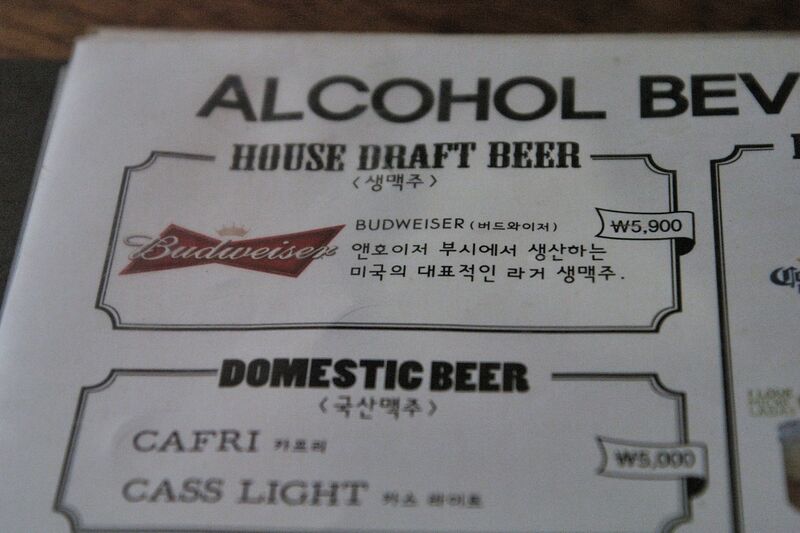 ALCOHOL BEV
HOUSE DRAFT BEER
<생맥주>
Budweiser
BUDWEISER (버드와이저)
₩5,900
앤호이저 부시에서 생산하는
미국의 대표적인 라거 생맥주.
DOMESTIC BEER
<국산맥주>
CAFRI 카프리
₩5,000
CASS LIGHT 카스 라이트